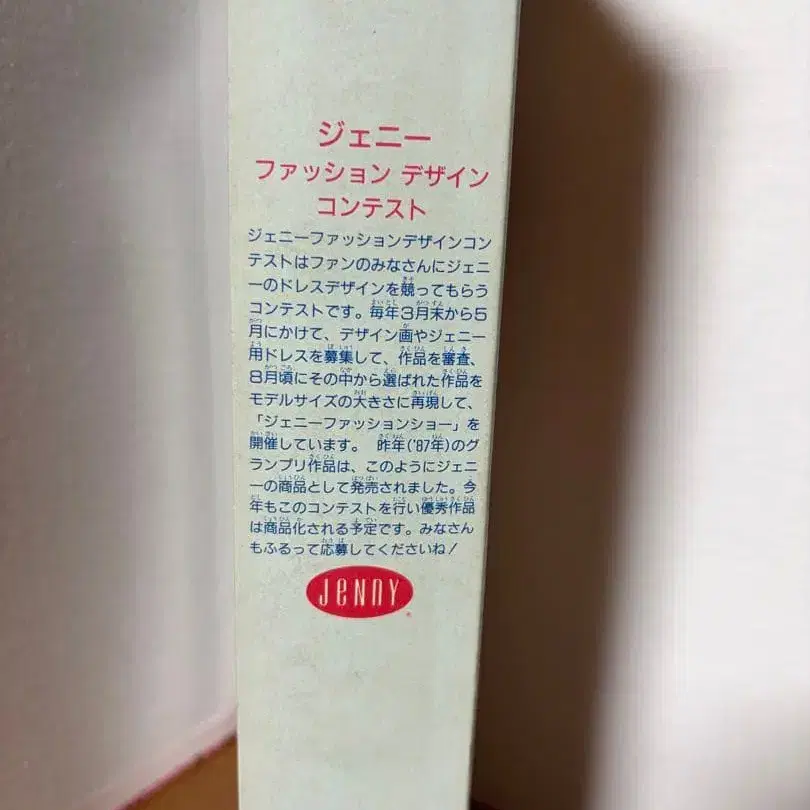 ジェニー
ファッション デザイン
コンテスト
ジェニーファッションデザインコン
テストはファンのみなさんにジェニ
ーのドレスデザインを競ってもらう
コンテストです。毎年3月末から5
月にかけて、デザイン画やジェニー
用ドレスを募集して、作品を審査、
8月頃にその中から選ばれた作品を
モデルサイズの大きさに再現して、
「ジェニーファッションショー」を
開催しています。 昨年('87年)のグ
ランプリ作品は、このようにジェニ
ーの商品として発売されました。今
年もこのコンテストを行い優秀作品
は商品化される予定です。みなさん
もふるって応募してくださいね!
JeNNY